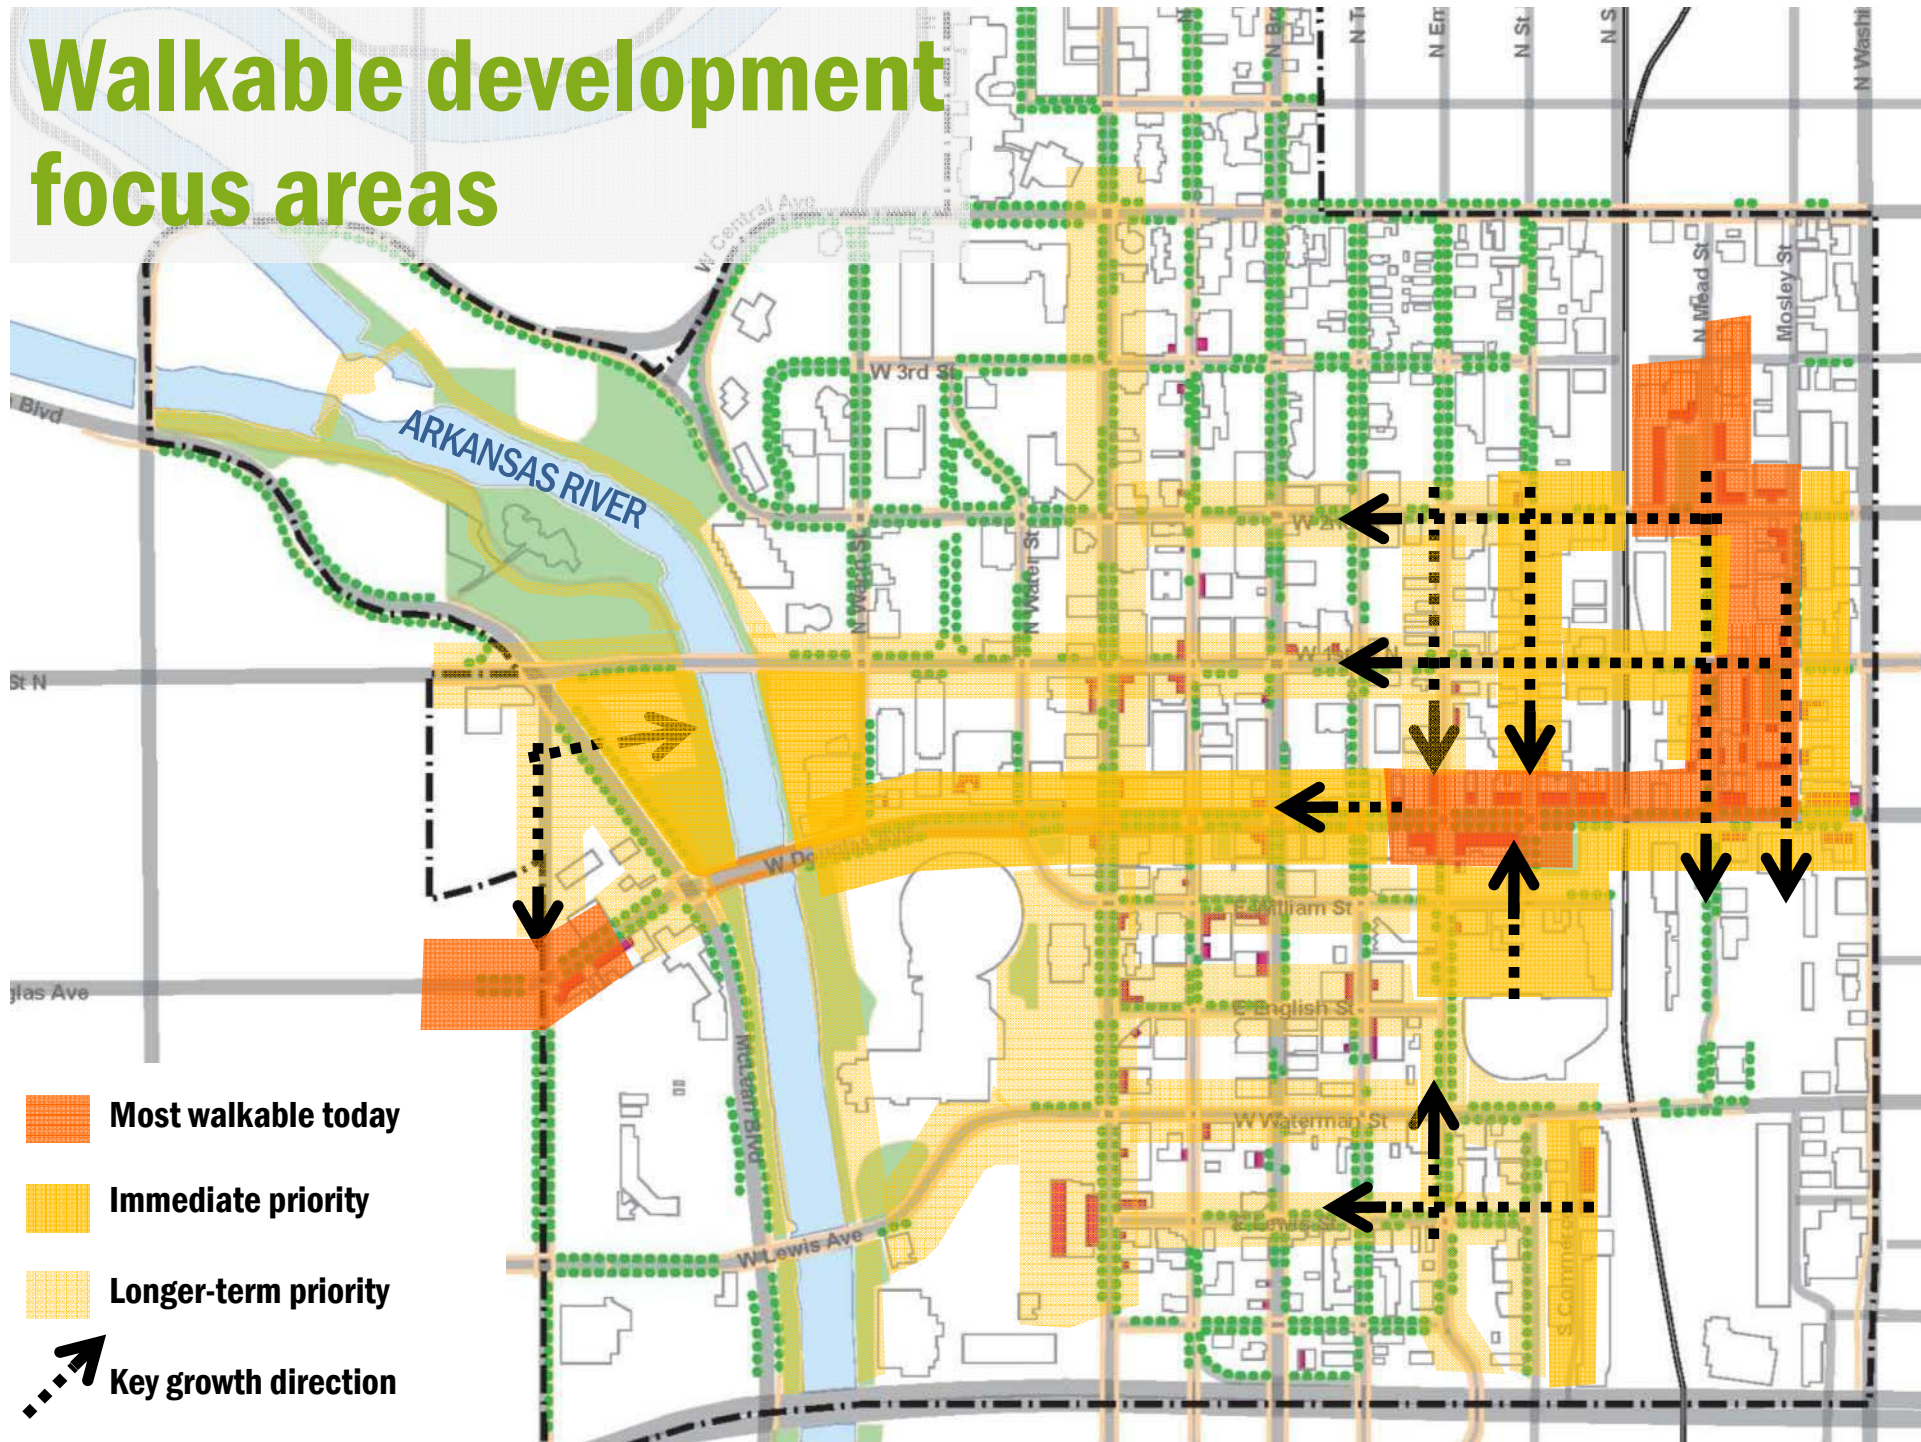 Walkable development
focus areas
N Em
N St
N S
N Washi
W Central Ave
N Mead St
Mosley St
W 3rd St
Blvd
ARKANSAS RIVER
W 2nd
N Water St
St N
W 1st
N
W Douglas
E William St
glas Ave
E English St
McLean Blvd
W Waterman St
E Lewis St
W Lewis Ave
S Commerce
Most walkable today
Immediate priority
Longer-term priority
Key growth direction